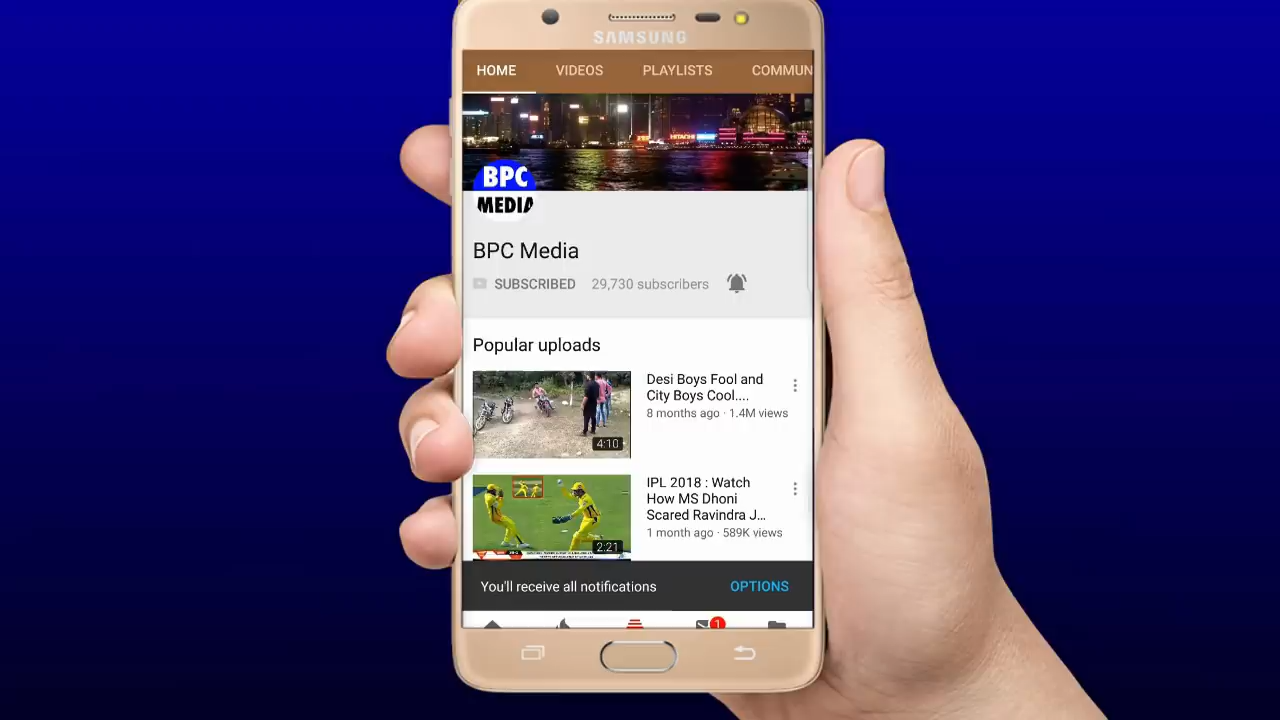 SAMSUNG
HOME VIDEOS PLAYLISTS COMMUN
HITACHI
BPC
MEDIA
BPC Media
SUBSCRIBED 29,730 subscribers
Popular uploads
Desi Boys Fool and
City Boys Cool....
8 months ago · 1.4M views
4:10
IPL 2018 : Watch
How MS Dhoni
Scared Ravindra J...
1 month ago · 589K views
2:21
You'll receive all notifications OPTIONS
1